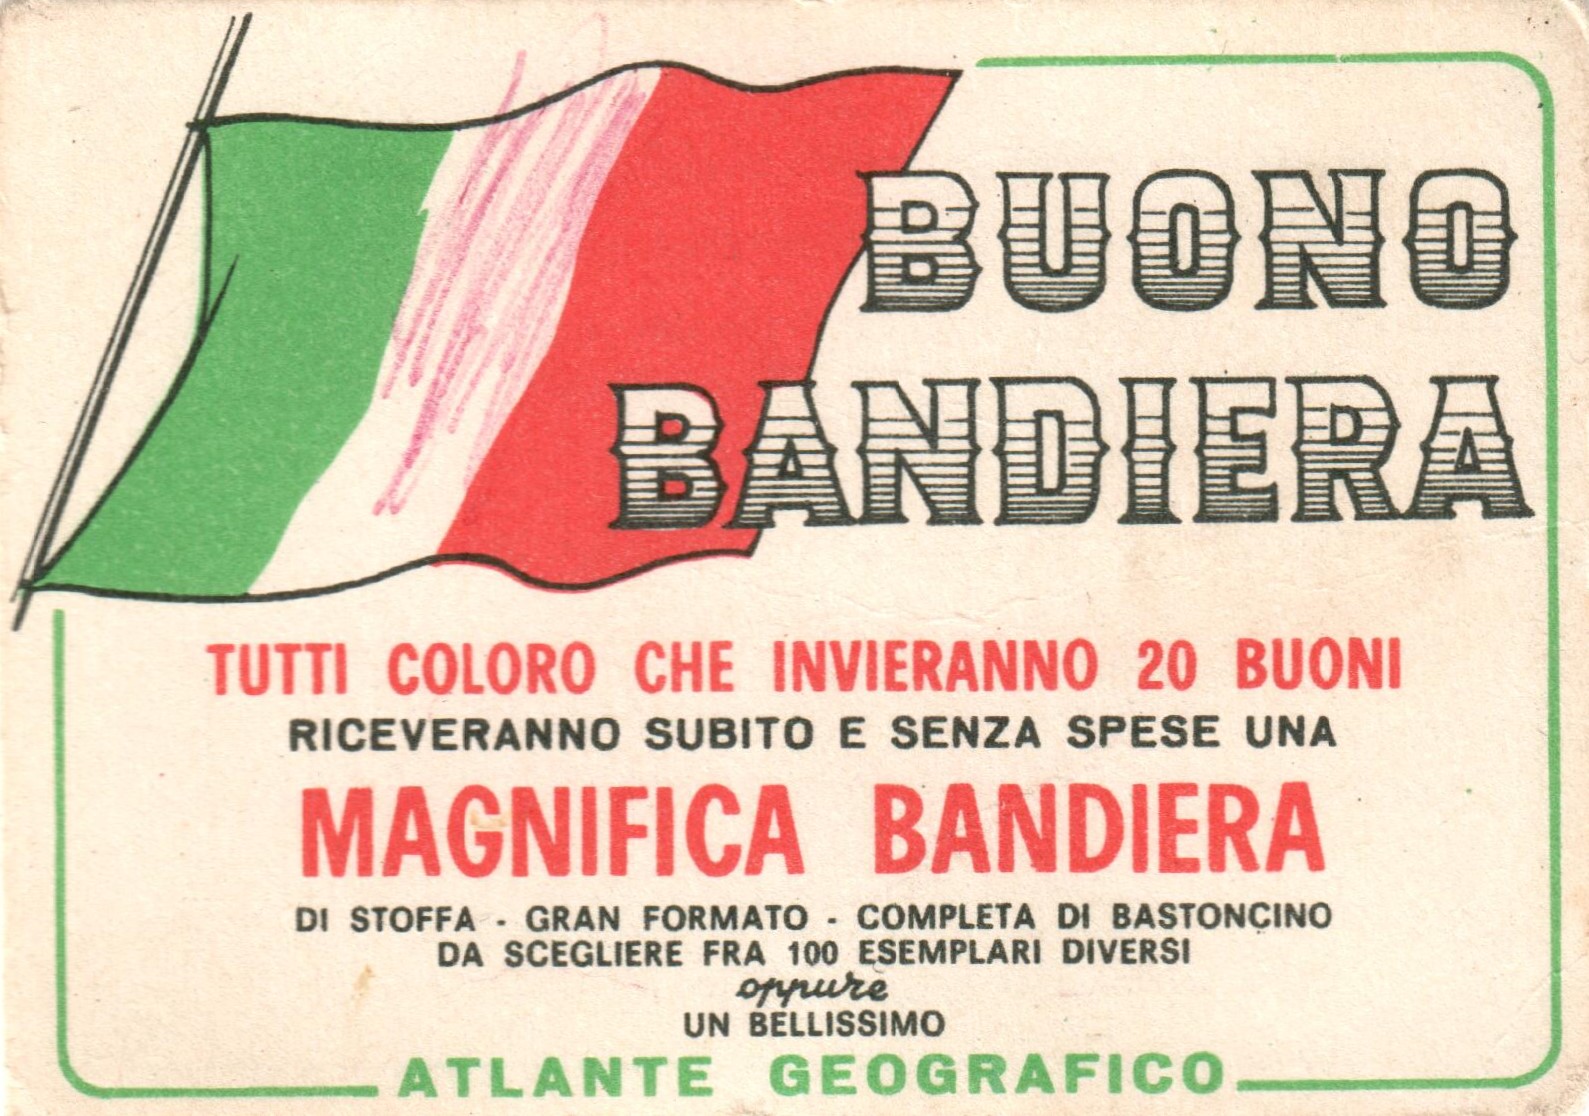 BUONO
BANDIERA
TUTTI COLORO CHE INVIERANNO 20 BUONI
RICEVERANNO SUBITO E SENZA SPESE UNA
MAGNIFICA BANDIERA
DI STOFFA - GRAN FORMATO - COMPLETA DI BASTONCINO
DA SCEGLIERE FRA 100 ESEMPLARI DIVERSI
oppure
UN BELLISSIMO
ATLANTE GEOGRAFICO